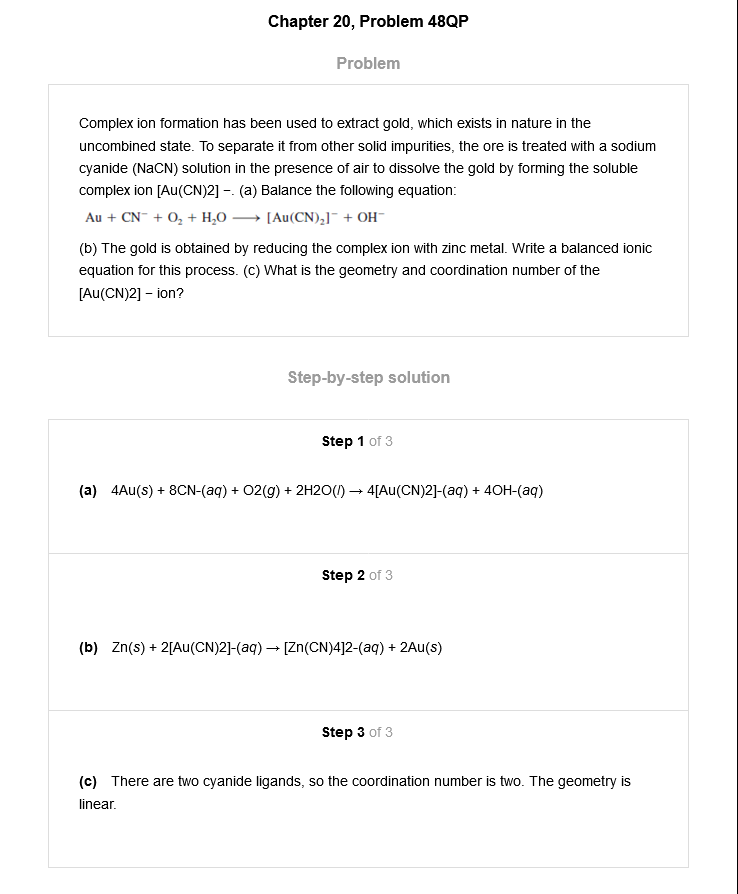 Chapter 20, Problem 48QP
Problem
Complex ion formation has been used to extract gold, which exists in nature in the
uncombined state. To separate it from other solid impurities, the ore is treated with a sodium
cyanide (NaCN) solution in the presence of air to dissolve the gold by forming the soluble
complex ion [Au(CN)2] −. (a) Balance the following equation:
Au + CN⁻ + O₂ + H₂O ⟶ [Au(CN)₂]⁻ + OH⁻
(b) The gold is obtained by reducing the complex ion with zinc metal. Write a balanced ionic
equation for this process. (c) What is the geometry and coordination number of the
[Au(CN)2] − ion?
Step-by-step solution
Step 1 of 3
(a) 4Au(s) + 8CN-(aq) + O2(g) + 2H2O(l) → 4[Au(CN)2]-(aq) + 4OH-(aq)
Step 2 of 3
(b) Zn(s) + 2[Au(CN)2]-(aq) → [Zn(CN)4]2-(aq) + 2Au(s)
Step 3 of 3
(c) There are two cyanide ligands, so the coordination number is two. The geometry is
linear.